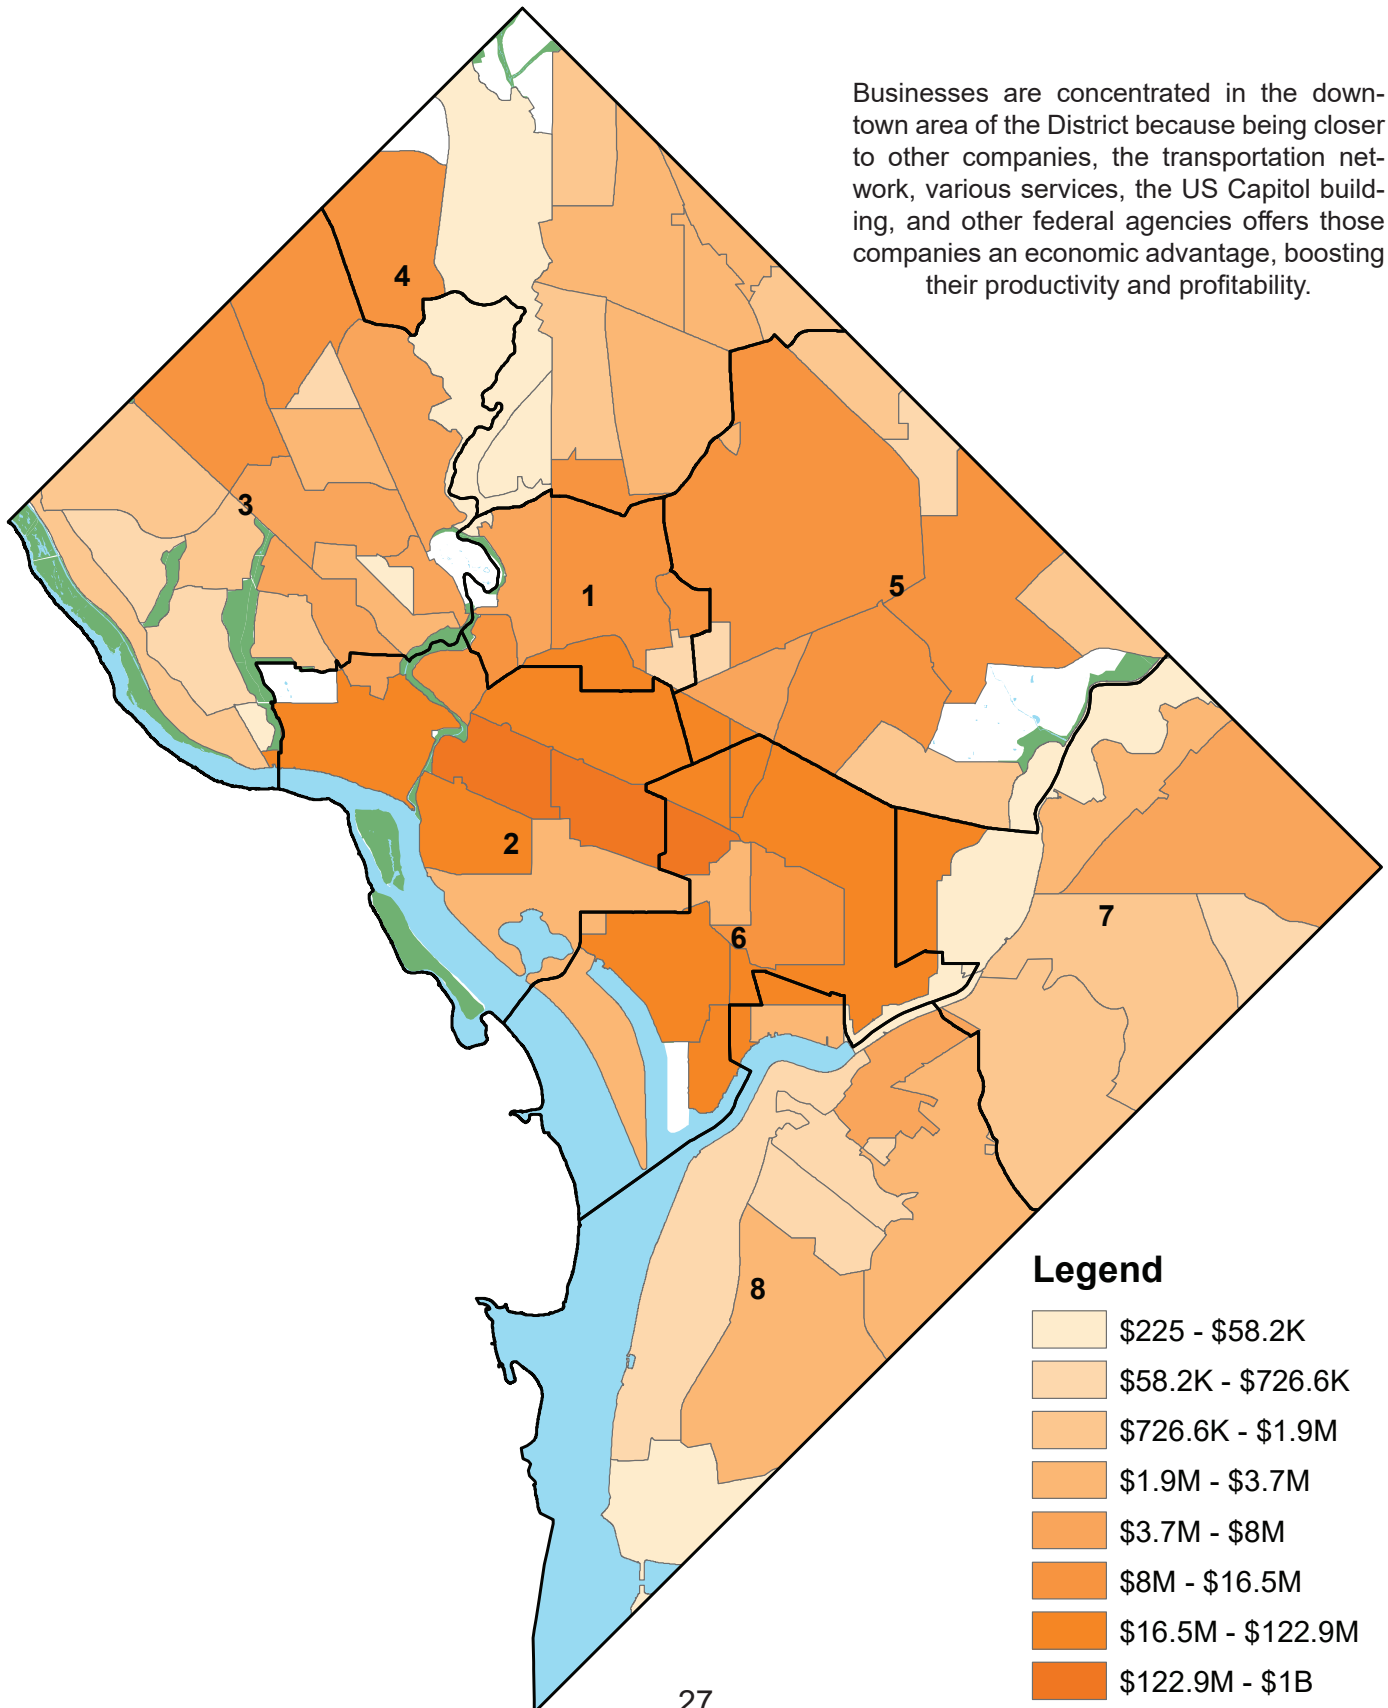 Businesses are concentrated in the down-
town area of the District because being closer
to other companies, the transportation net-
work, various services, the US Capitol build-
ing, and other federal agencies offers those
companies an economic advantage, boosting
their productivity and profitability.
4
3
1
5
2
6
7
8
Legend
$225 - $58.2K
$58.2K - $726.6K
$726.6K - $1.9M
$1.9M - $3.7M
$3.7M - $8M
$8M - $16.5M
$16.5M - $122.9M
$122.9M - $1B
27